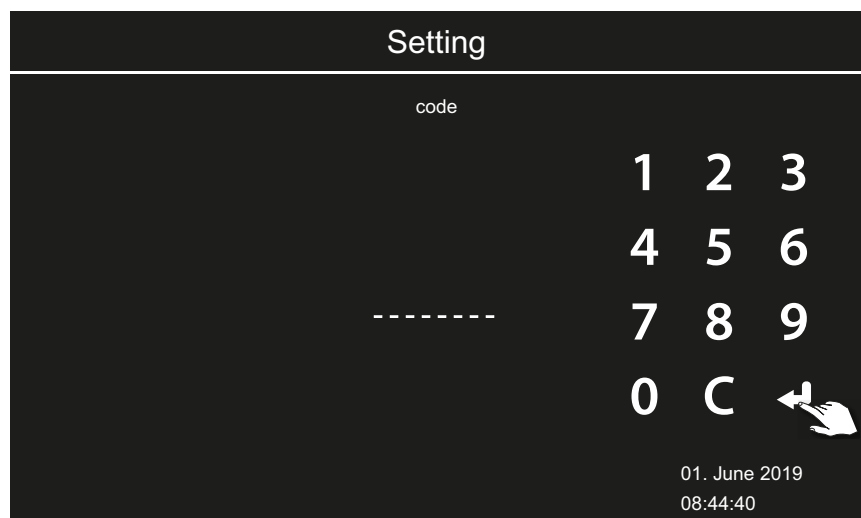 Setting
code
1 2 3
4 5 6
--------
7 8 9
0 C
01. June 2019
08:44:40